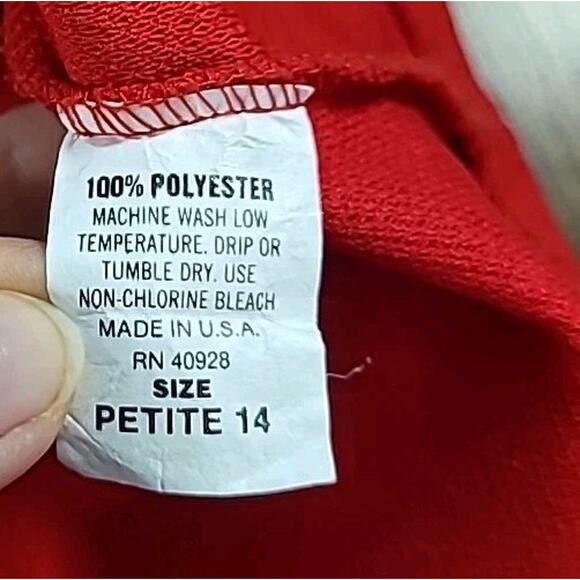 100% POLYESTER
MACHINE WASH LOW
TEMPERATURE. DRIP OR
TUMBLE DRY. USE
NON-CHLORINE BLEACH
MADE IN U.S.A.
RN 40928
SIZE
PETITE 14